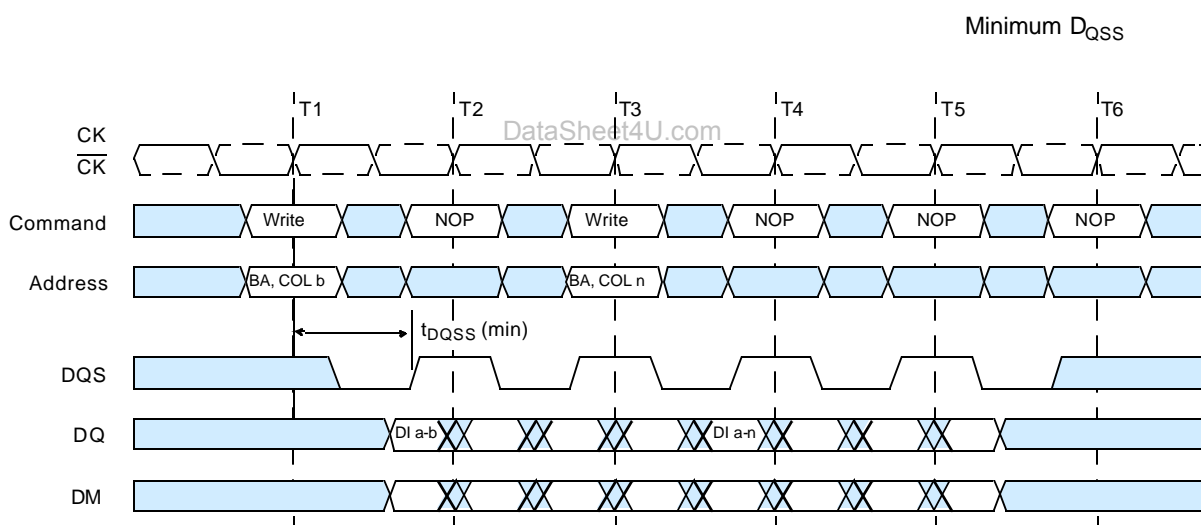 Minimum DQSS
T1 T2 T3 T4 T5 T6
DataSheet4U.com
CK
CK
Command Write NOP Write NOP NOP NOP
Address BA, COL b BA, COL n
tDQSS (min)
DQS
DQ DI a-b DI a-n
DM